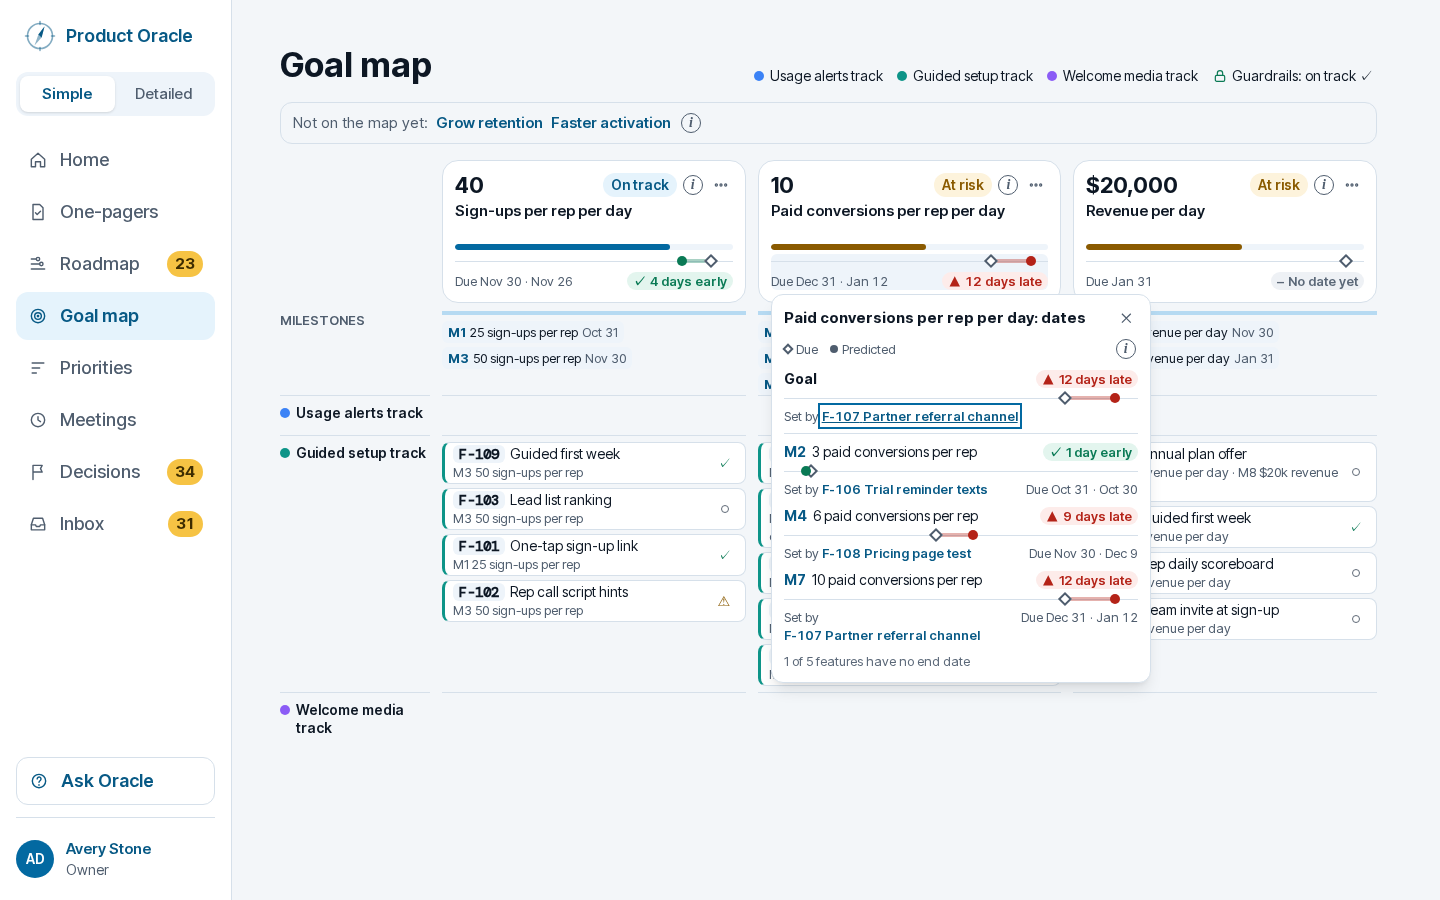 Product Oracle
Simple
Detailed
Home
One-pagers
Roadmap
23
Goal map
Priorities
Meetings
Decisions
34
Inbox
31
Ask Oracle
AD
Avery Stone
Owner
Goal map
Usage alerts track
Guided setup track
Welcome media track
Guardrails: on track ✓
Not on the map yet: Grow retention Faster activation i
40
On track
i
Sign-ups per rep per day
Due Nov 30 · Nov 26
✓ 4 days early
10
At risk
i
Paid conversions per rep per day
Due Dec 31 · Jan 12
▲ 12 days late
$20,000
At risk
i
Revenue per day
Due Jan 31
– No date yet
MILESTONES
M1 25 sign-ups per rep Oct 31
M3 50 sign-ups per rep Nov 30
venue per day Nov 30
venue per day Jan 31
Usage alerts track
Guided setup track
F-109 Guided first week
M3 50 sign-ups per rep
✓
F-103 Lead list ranking
M3 50 sign-ups per rep
F-101 One-tap sign-up link
M1 25 sign-ups per rep
✓
F-102 Rep call script hints
M3 50 sign-ups per rep
⚠
Paid conversions per rep per day: dates
Due
Predicted
i
Goal
▲ 12 days late
Set by F-107 Partner referral channel
M2 3 paid conversions per rep
✓ 1 day early
Set by F-106 Trial reminder texts
Due Oct 31 · Oct 30
M4 6 paid conversions per rep
▲ 9 days late
Set by F-108 Pricing page test
Due Nov 30 · Dec 9
M7 10 paid conversions per rep
▲ 12 days late
Set by
F-107 Partner referral channel
Due Dec 31 · Jan 12
1 of 5 features have no end date
nnual plan offer
venue per day · M8 $20k revenue
uided first week
venue per day
✓
ep daily scoreboard
venue per day
eam invite at sign-up
venue per day
Welcome media
track